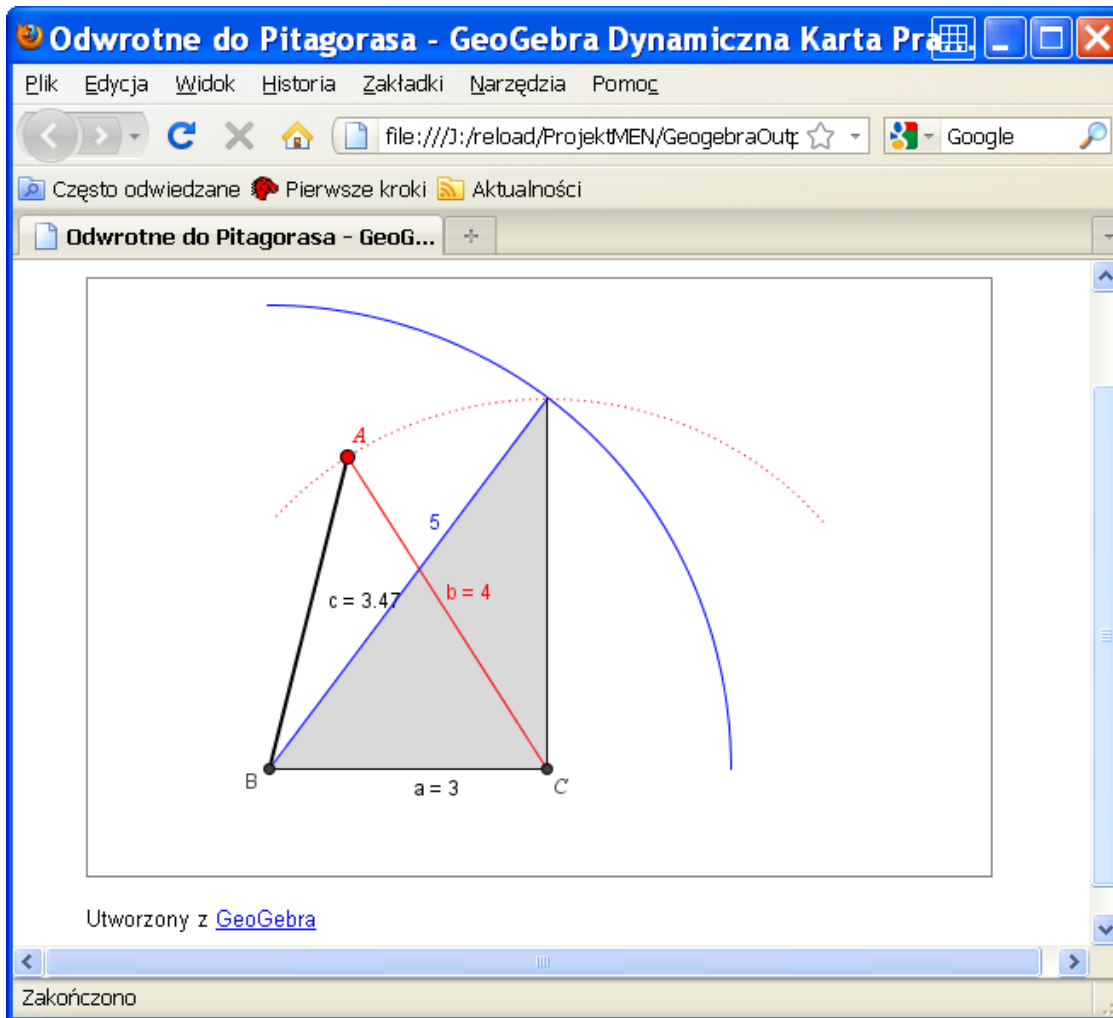 Odwrotne do Pitagorasa - GeoGebra Dynamiczna Karta Pra...
Plik Edycja Widok Historia Zakładki Narzędzia Pomoc
file:///J:/reload/ProjektMEN/GeogebraOutp Google
Często odwiedzane Pierwsze kroki Aktualności
Odwrotne do Pitagorasa - GeoG...
A
5
c = 3.47 b = 4
B C
a = 3
Utworzony z GeoGebra
Zakończono